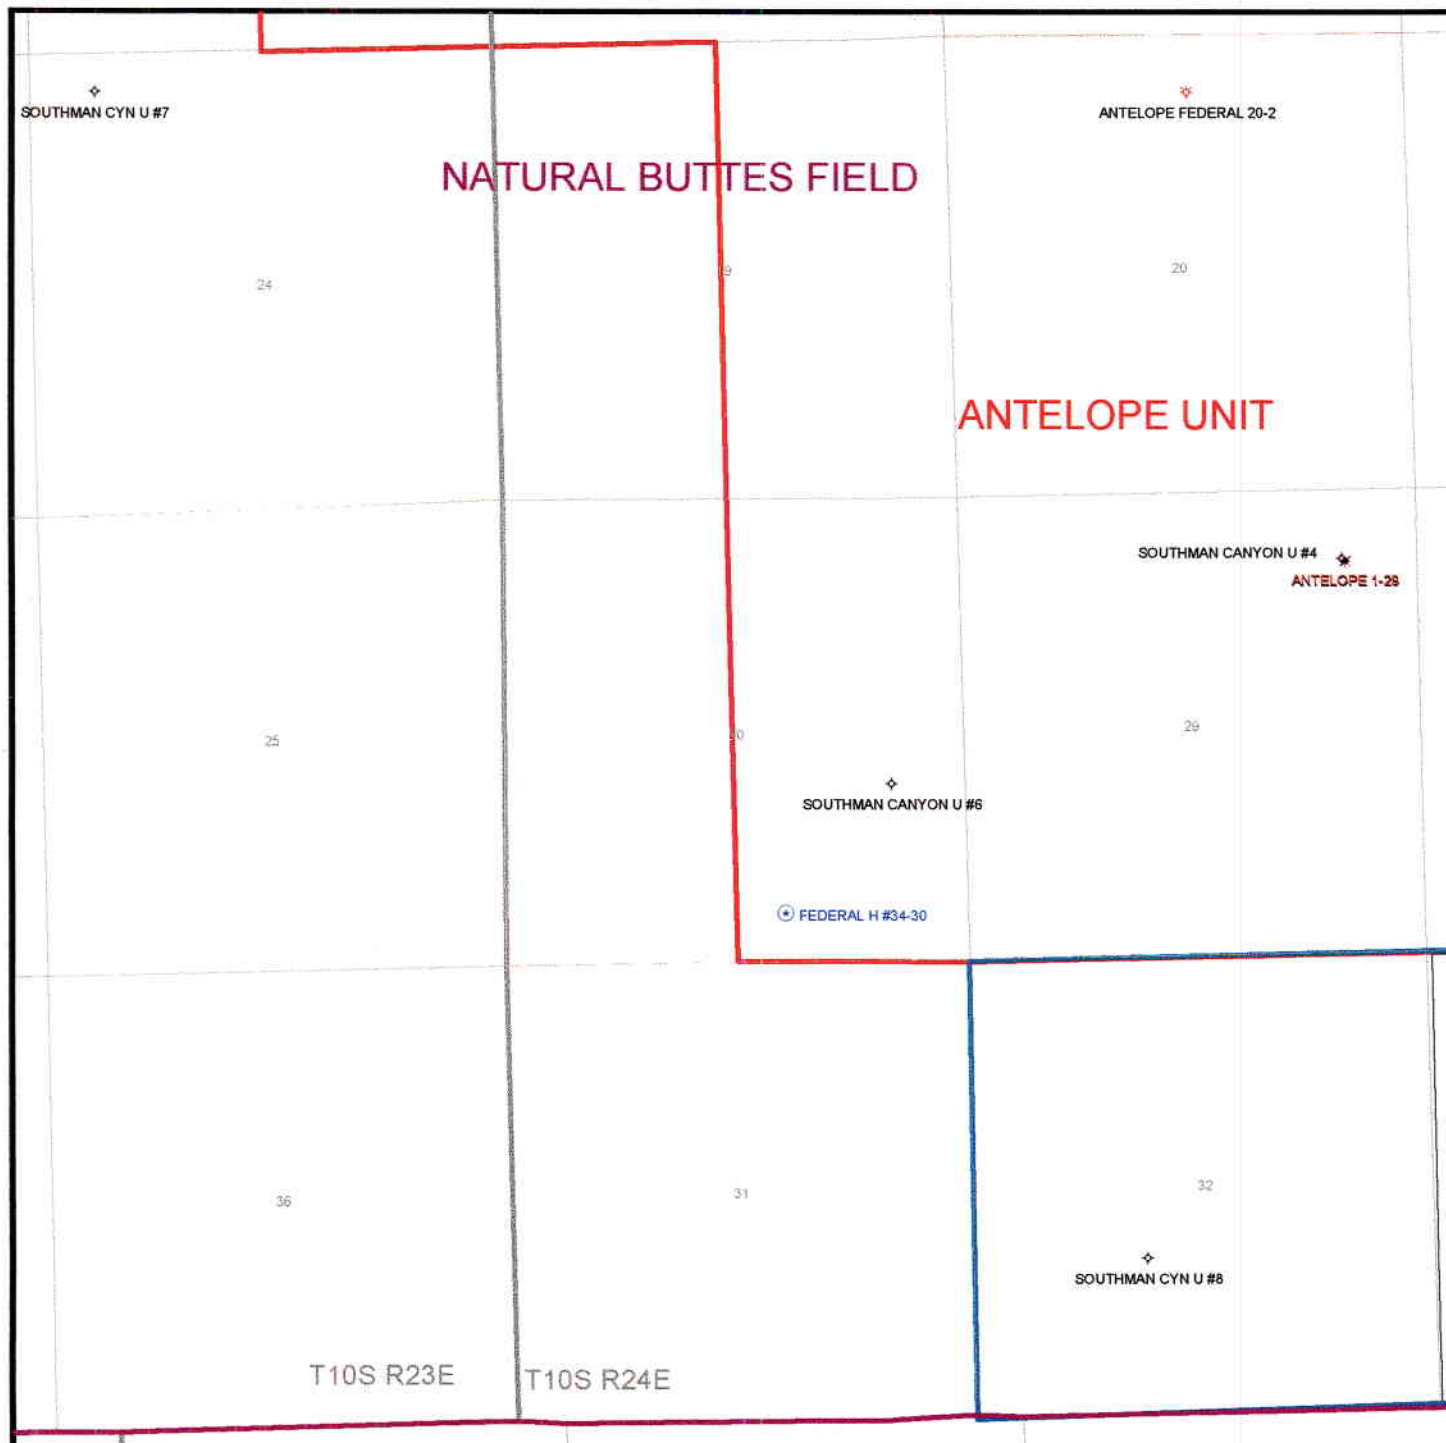 SOUTHMAN CYN U #7
ANTELOPE FEDERAL 20-2
NATURAL BUTTES FIELD
24
9
20
ANTELOPE UNIT
SOUTHMAN CANYON U #4
ANTELOPE 1-29
25
0
29
SOUTHMAN CANYON U #6
FEDERAL H #34-30
36
31
32
SOUTHMAN CYN U #8
T10S R23E
T10S R24E